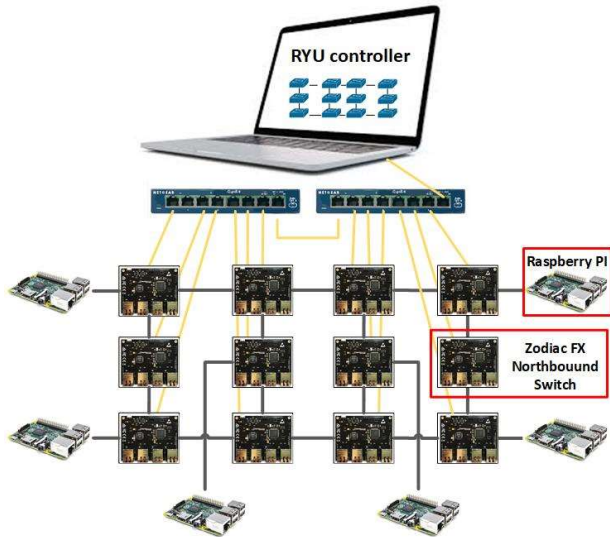 RYU controller
NETGEAR
NETGEAR
Raspberry PI
Zodiac FX
Northbouund
Switch